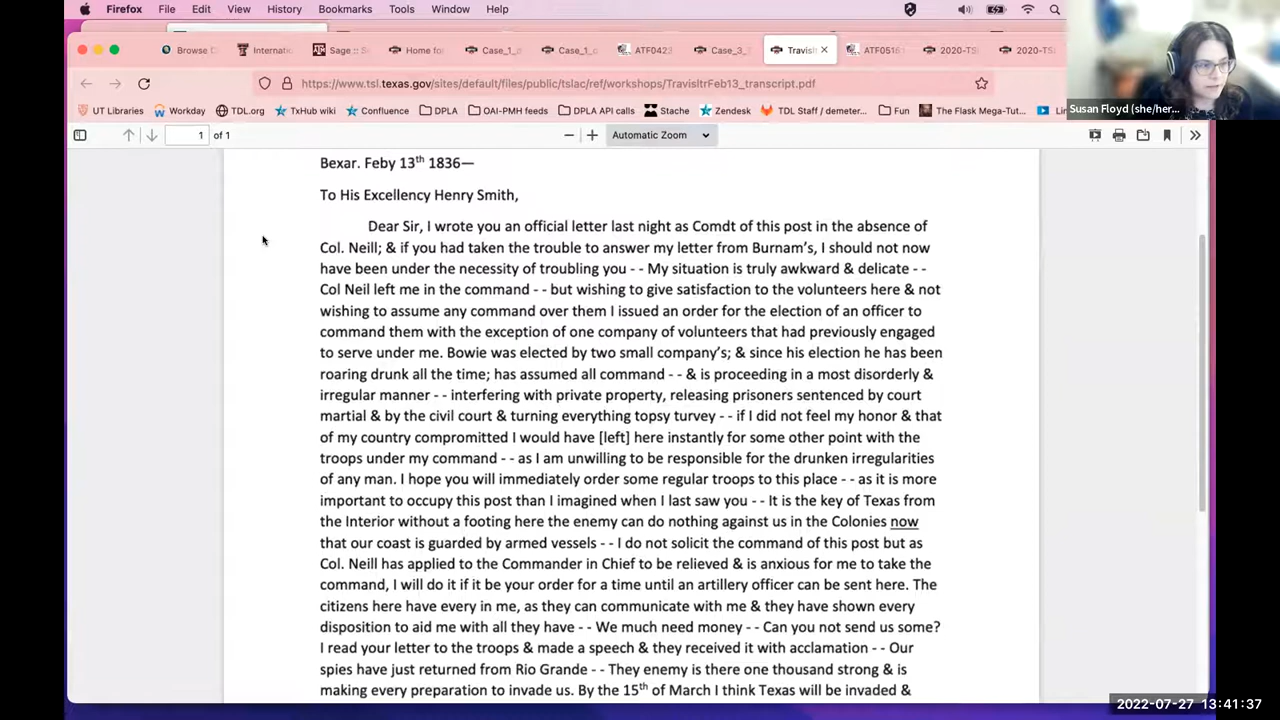 Firefox File Edit View History Bookmarks Tools Window Help
Browse D Internatio Sage :: S Home fo Case_1_ Case_1_ ATF042 Case_3_ Travis ATF0516 2020-TS 2020-TS
https://www.tsl.texas.gov/sites/default/files/public/tslac/ref/workshops/TravisltrFeb13_transcript.pdf
UT Libraries Workday TDL.org TxHub wiki Confluence DPLA OAI-PMH feeds DPLA API calls Stache Zendesk TDL Staff / demeter... Fun The Flask Mega-Tut...
Susan Floyd (she/her...
1 of 1 Automatic Zoom
Bexar. Feby 13th 1836—
To His Excellency Henry Smith,
Dear Sir, I wrote you an official letter last night as Comdt of this post in the absence of
Col. Neill; & if you had taken the trouble to answer my letter from Burnam's, I should not now
have been under the necessity of troubling you - - My situation is truly awkward & delicate - -
Col Neil left me in the command - - but wishing to give satisfaction to the volunteers here & not
wishing to assume any command over them I issued an order for the election of an officer to
command them with the exception of one company of volunteers that had previously engaged
to serve under me. Bowie was elected by two small company's; & since his election he has been
roaring drunk all the time; has assumed all command - - & is proceeding in a most disorderly &
irregular manner - - interfering with private property, releasing prisoners sentenced by court
martial & by the civil court & turning everything topsy turvey - - if I did not feel my honor & that
of my country compromitted I would have [left] here instantly for some other point with the
troops under my command - - as I am unwilling to be responsible for the drunken irregularities
of any man. I hope you will immediately order some regular troops to this place - - as it is more
important to occupy this post than I imagined when I last saw you - - It is the key of Texas from
the Interior without a footing here the enemy can do nothing against us in the Colonies now
that our coast is guarded by armed vessels - - I do not solicit the command of this post but as
Col. Neill has applied to the Commander in Chief to be relieved & is anxious for me to take the
command, I will do it if it be your order for a time until an artillery officer can be sent here. The
citizens here have every in me, as they can communicate with me & they have shown every
disposition to aid me with all they have - - We much need money - - Can you not send us some?
I read your letter to the troops & made a speech & they received it with acclamation - - Our
spies have just returned from Rio Grande - - They enemy is there one thousand strong & is
making every preparation to invade us. By the 15th of March I think Texas will be invaded &
2022-07-27 13:41:37